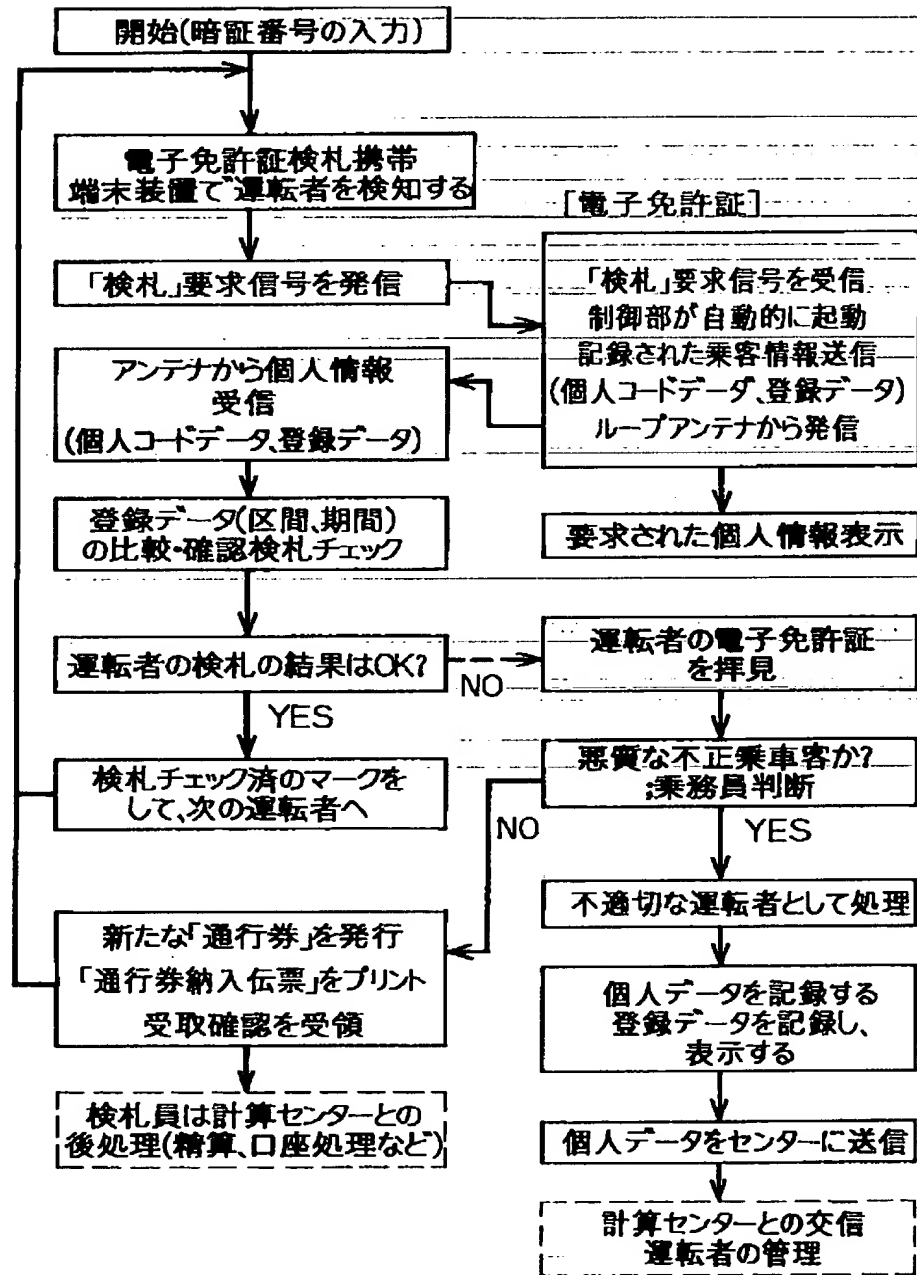 開始(暗証番号の入力)
電子免許証検札携帯
端末装置で運転者を検知する
[電子免許証]
「検札」要求信号を発信
「検札」要求信号を受信
制御部が自動的に起動
記録された乗客情報送信
(個人コードデータ、登録データ)
ループアンテナから発信
アンテナから個人情報
受信
(個人コードデータ、登録データ)
登録データ(区間、期間)
の比較・確認検札チェック
要求された個人情報表示
運転者の検札の結果はOK?
NO
運転者の電子免許証
を拝見
YES
検札チェック済のマークを
して、次の運転者へ
悪質な不正乗車客か?
;乗務員判断
NO
YES
不適切な運転者として処理
新たな「通行券」を発行
「通行券納入伝票」をプリント
受取確認を受領
個人データを記録する
登録データを記録し、
表示する
検札員は計算センターとの
後処理(精算、口座処理など)
個人データをセンターに送信
計算センターとの交信
運転者の管理